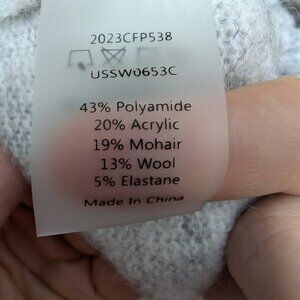 2023CFP538
USSW0653C
43% Polyamide
20% Acrylic
19% Mohair
13% Wool
5% Elastane
Made in China